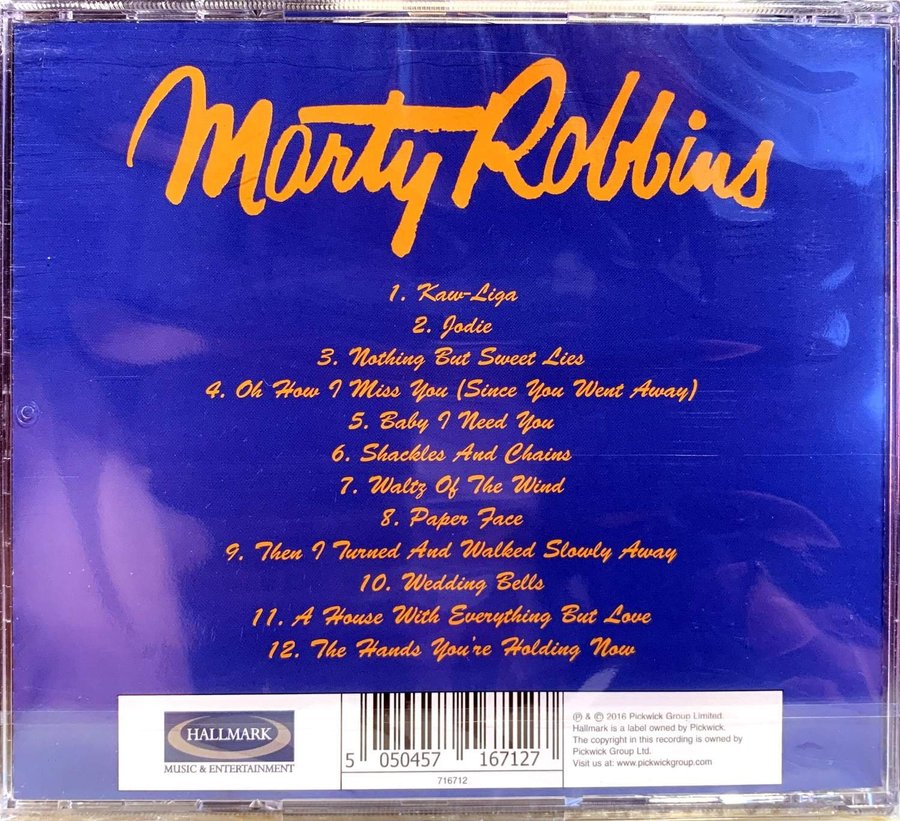 Marty Robbins
1. Kaw-Liga
2. Jodie
3. Nothing But Sweet Lies
4. Oh How I Miss You (Since You Went Away)
5. Baby I Need You
6. Shackles And Chains
7. Waltz Of The Wind
8. Paper Face
9. Then I Turned And Walked Slowly Away
10. Wedding Bells
11. A House With Everything But Love
12. The Hands You're Holding Now
HALLMARK
MUSIC & ENTERTAINMENT
5 050457 167127
716712
℗ & © 2016 Pickwick Group Limited.
Hallmark is a label owned by Pickwick.
The copyright in this recording is owned by
Pickwick Group Ltd.
Visit us at: www.pickwickgroup.com